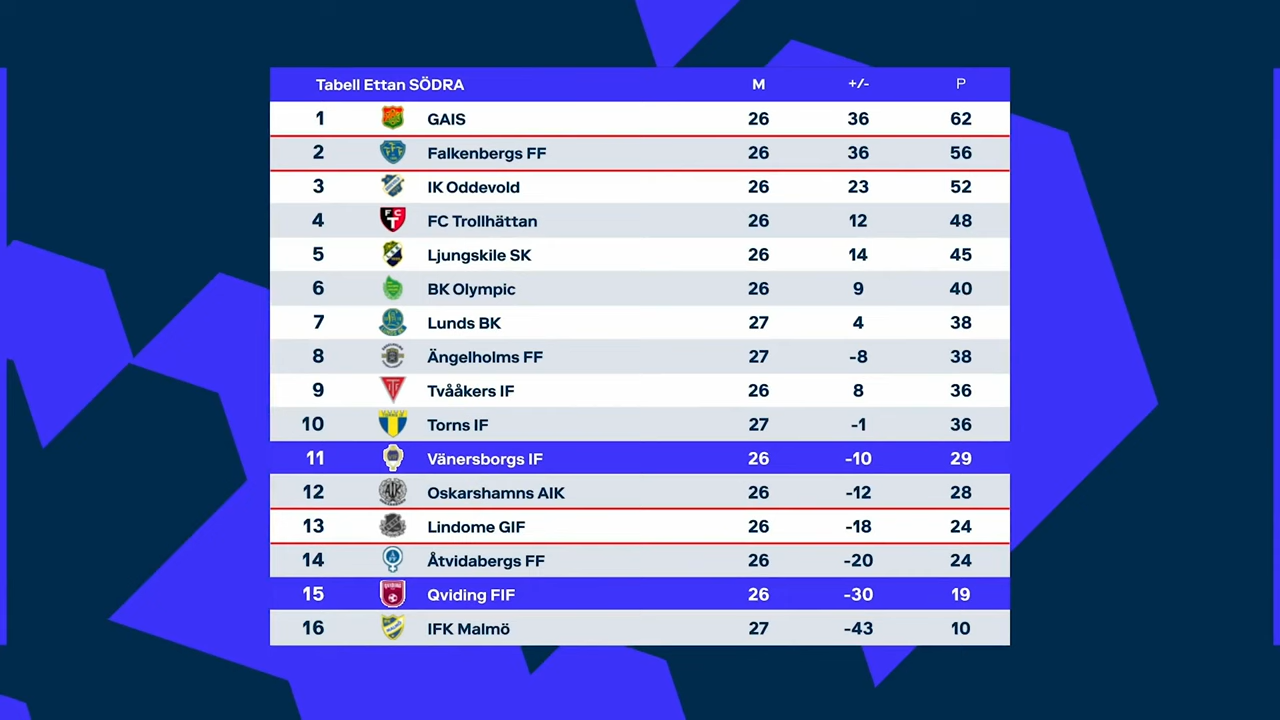 Tabell Ettan SÖDRA M +/- P
1 GAIS 26 36 62
2 Falkenbergs FF 26 36 56
3 IK Oddevold 26 23 52
4 FC Trollhättan 26 12 48
5 Ljungskile SK 26 14 45
6 BK Olympic 26 9 40
7 Lunds BK 27 4 38
8 Ängelholms FF 27 -8 38
9 Tvååkers IF 26 8 36
10 Torns IF 27 -1 36
11 Vänersborgs IF 26 -10 29
12 Oskarshamns AIK 26 -12 28
13 Lindome GIF 26 -18 24
14 Åtvidabergs FF 26 -20 24
15 Qviding FIF 26 -30 19
16 IFK Malmö 27 -43 10